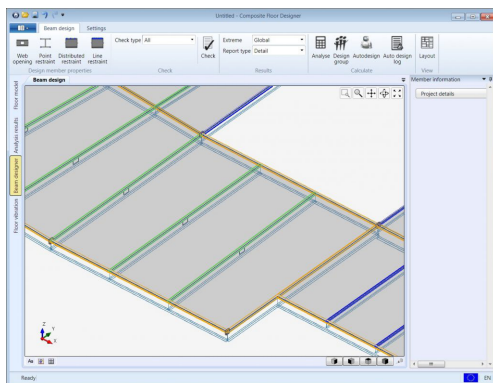 Untitled - Composite Floor Designer
Beam design Settings
Web opening
Point restraint
Distributed restraint
Line restraint
Design member properties
Check type All
Check
Check
Extreme Global
Report type Detail
Results
Analyse
Design group
Autodesign
Auto design log
Calculate
Layout
View
Beam design
Member information
Project details
Floor model
Analysis results
Beam designer
Floor vibration
Z
Y
X
Aa
Ready
EN